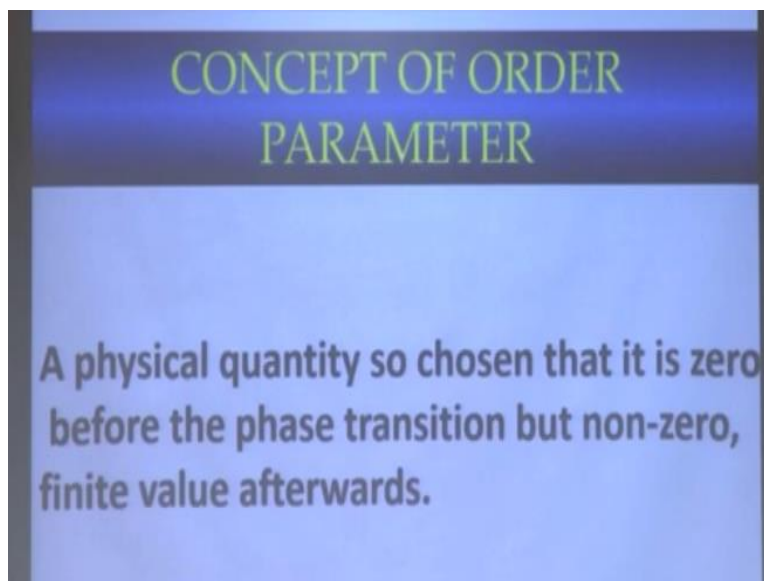 CONCEPT OF ORDER
PARAMETER
A physical quantity so chosen that it is zero
before the phase transition but non-zero,
finite value afterwards.